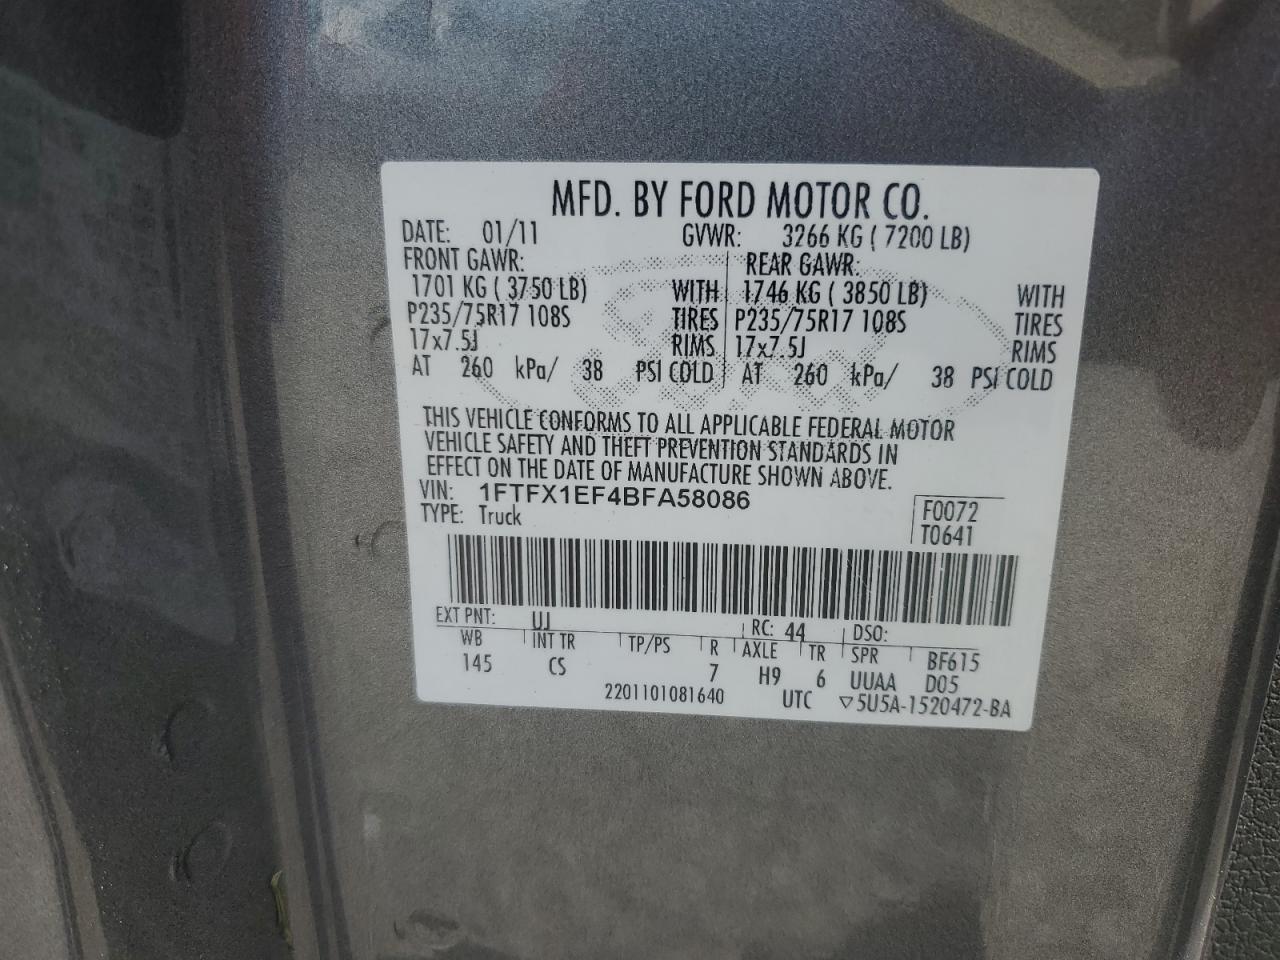 MFD. BY FORD MOTOR CO.
DATE: 01/11 GVWR: 3266 KG ( 7200 LB)
FRONT GAWR: REAR GAWR:
1701 KG ( 3750 LB) WITH 1746 KG ( 3850 LB) WITH
P235/75R17 108S TIRES P235/75R17 108S TIRES
17x7.5J RIMS 17x7.5J RIMS
AT 260 kPa/ 38 PSI COLD AT 260 kPa/ 38 PSI COLD
THIS VEHICLE CONFORMS TO ALL APPLICABLE FEDERAL MOTOR
VEHICLE SAFETY AND THEFT PREVENTION STANDARDS IN
EFFECT ON THE DATE OF MANUFACTURE SHOWN ABOVE.
VIN: 1FTFX1EF4BFA58086
TYPE: Truck
F0072
T0641
EXT PNT: UJ RC: 44 DSO:
WB INT TR TP/PS R AXLE TR SPR BF615
145 CS 7 H9 6 UUAA D05
2201101081640 UTC ▽5U5A-1520472-BA